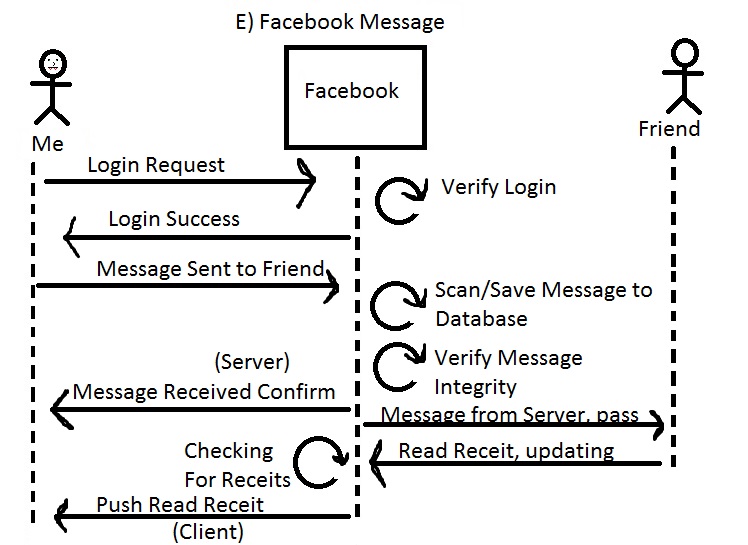 E) Facebook Message
Facebook
Me
Friend
Login Request
Verify Login
Login Success
Message Sent to Friend
Scan/Save Message to
Database
(Server)
Verify Message
Integrity
Message Received Confirm
Message from Server, pass
Checking
For Receits
Read Receit, updating
Push Read Receit
(Client)